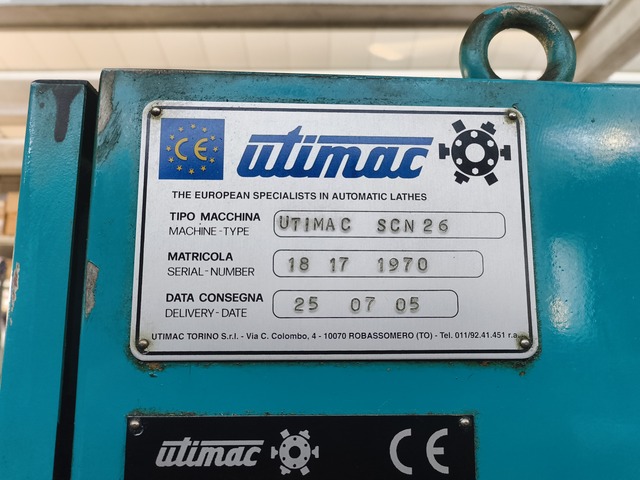 CE utimac
THE EUROPEAN SPECIALISTS IN AUTOMATIC LATHES
TIPO MACCHINA UTIMAC SCN26
MACHINE-TYPE
MATRICOLA 18 17 1970
SERIAL-NUMBER
DATA CONSEGNA 25 07 05
DELIVERY-DATE
UTIMAC TORINO S.r.l. - Via C. Colombo, 4 - 10070 ROBASSOMERO (TO) - Tel. 011/92.41.451 r.a.
utimac CE